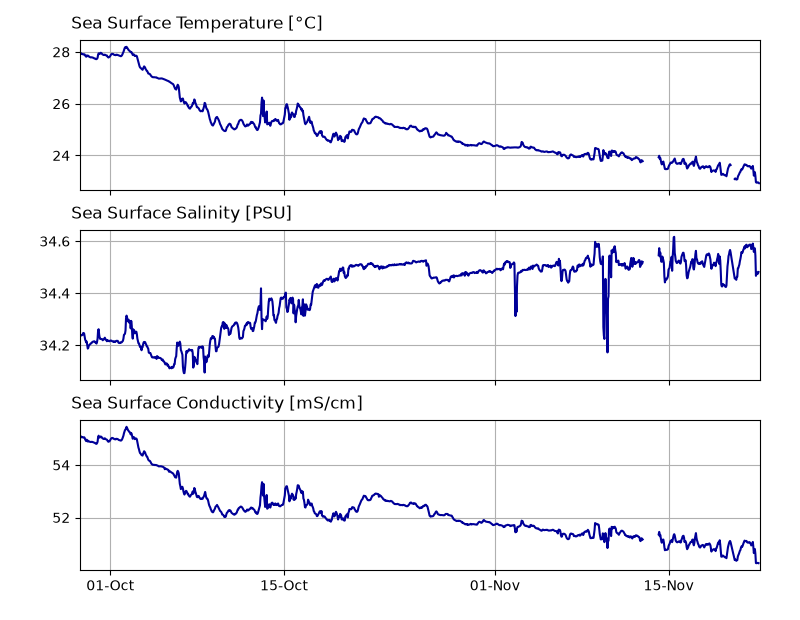 Sea Surface Temperature [°C]
28
26
24
Sea Surface Salinity [PSU]
34.6
34.4
34.2
Sea Surface Conductivity [mS/cm]
54
52
01-Oct 15-Oct 01-Nov 15-Nov